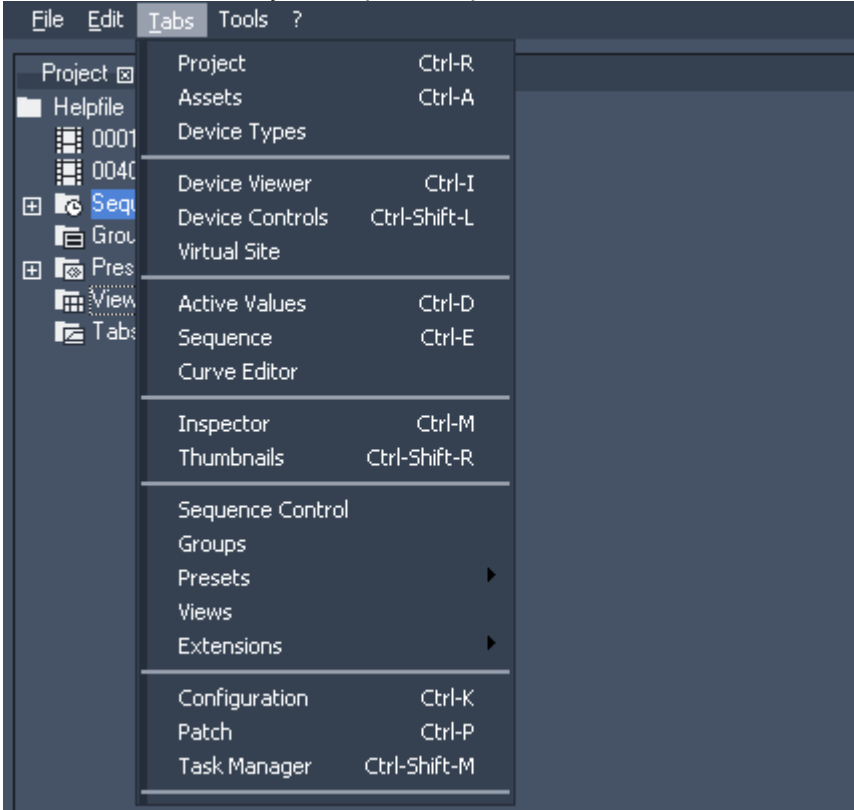 File Edit Tabs Tools ?
Project
Helpfile
0001
0040
Sequ
Grou
Pres
View
Tabs
Project Ctrl-R
Assets Ctrl-A
Device Types
Device Viewer Ctrl-I
Device Controls Ctrl-Shift-L
Virtual Site
Active Values Ctrl-D
Sequence Ctrl-E
Curve Editor
Inspector Ctrl-M
Thumbnails Ctrl-Shift-R
Sequence Control
Groups
Presets
Views
Extensions
Configuration Ctrl-K
Patch Ctrl-P
Task Manager Ctrl-Shift-M